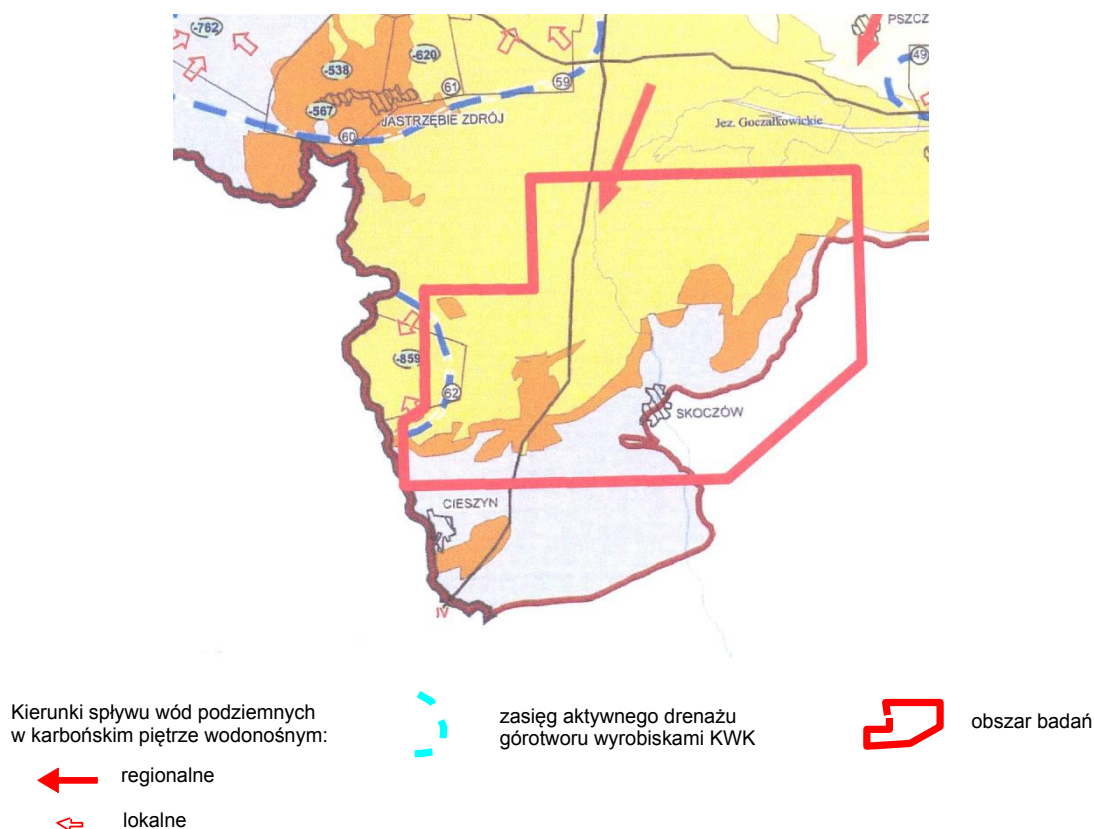 -762
PSZCZ
-620
49
-538
61
59
-567
JASTRZĘBIE ZDRÓJ
Jez. Goczałkowickie
60
-859
62
SKOCZÓW
CIESZYN
IV
Kierunki spływu wód podziemnych
w karbońskim piętrze wodonośnym:
regionalne
lokalne
zasięg aktywnego drenażu
górotworu wyrobiskami KWK
obszar badań